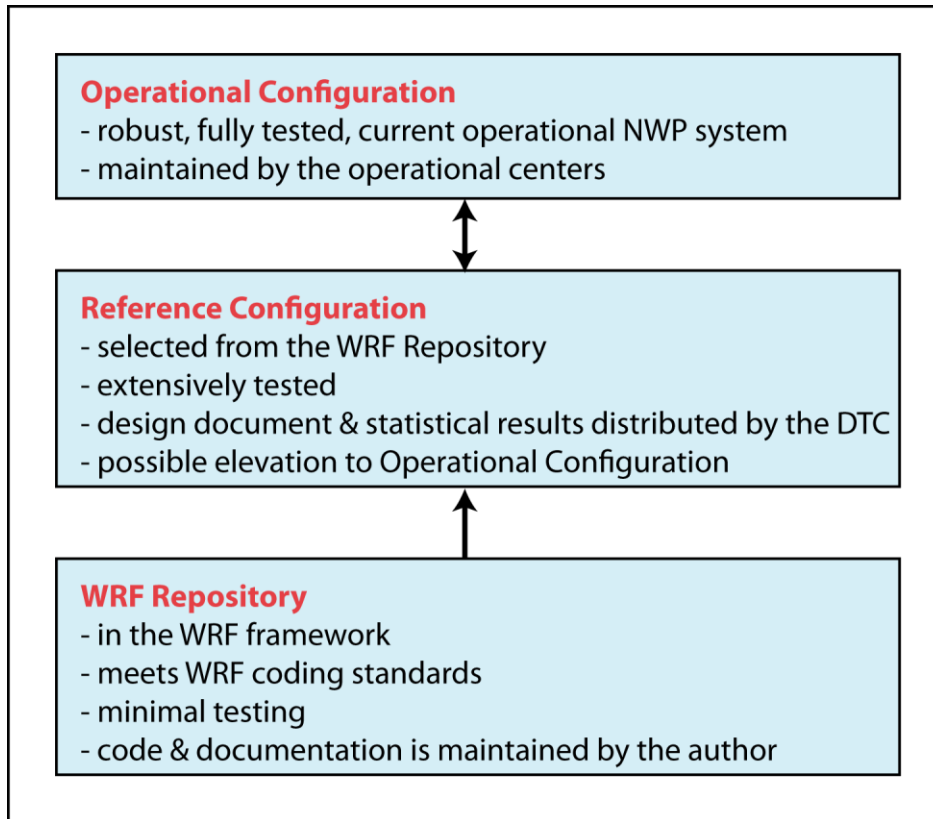 Operational Configuration
- robust, fully tested, current operational NWP system
- maintained by the operational centers
Reference Configuration
- selected from the WRF Repository
- extensively tested
- design document & statistical results distributed by the DTC
- possible elevation to Operational Configuration
WRF Repository
- in the WRF framework
- meets WRF coding standards
- minimal testing
- code & documentation is maintained by the author